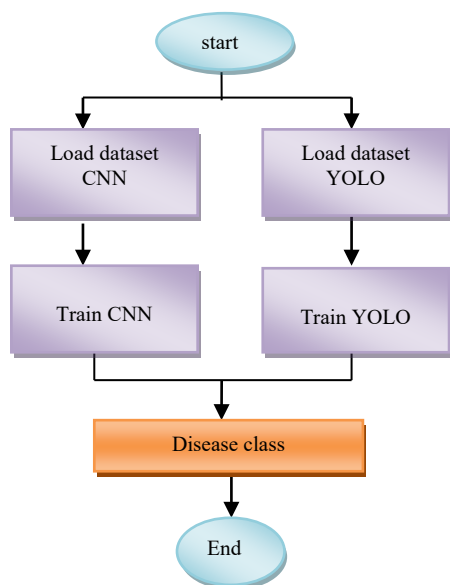 start
Load dataset
CNN
Load dataset
YOLO
Train CNN
Train YOLO
Disease class
End